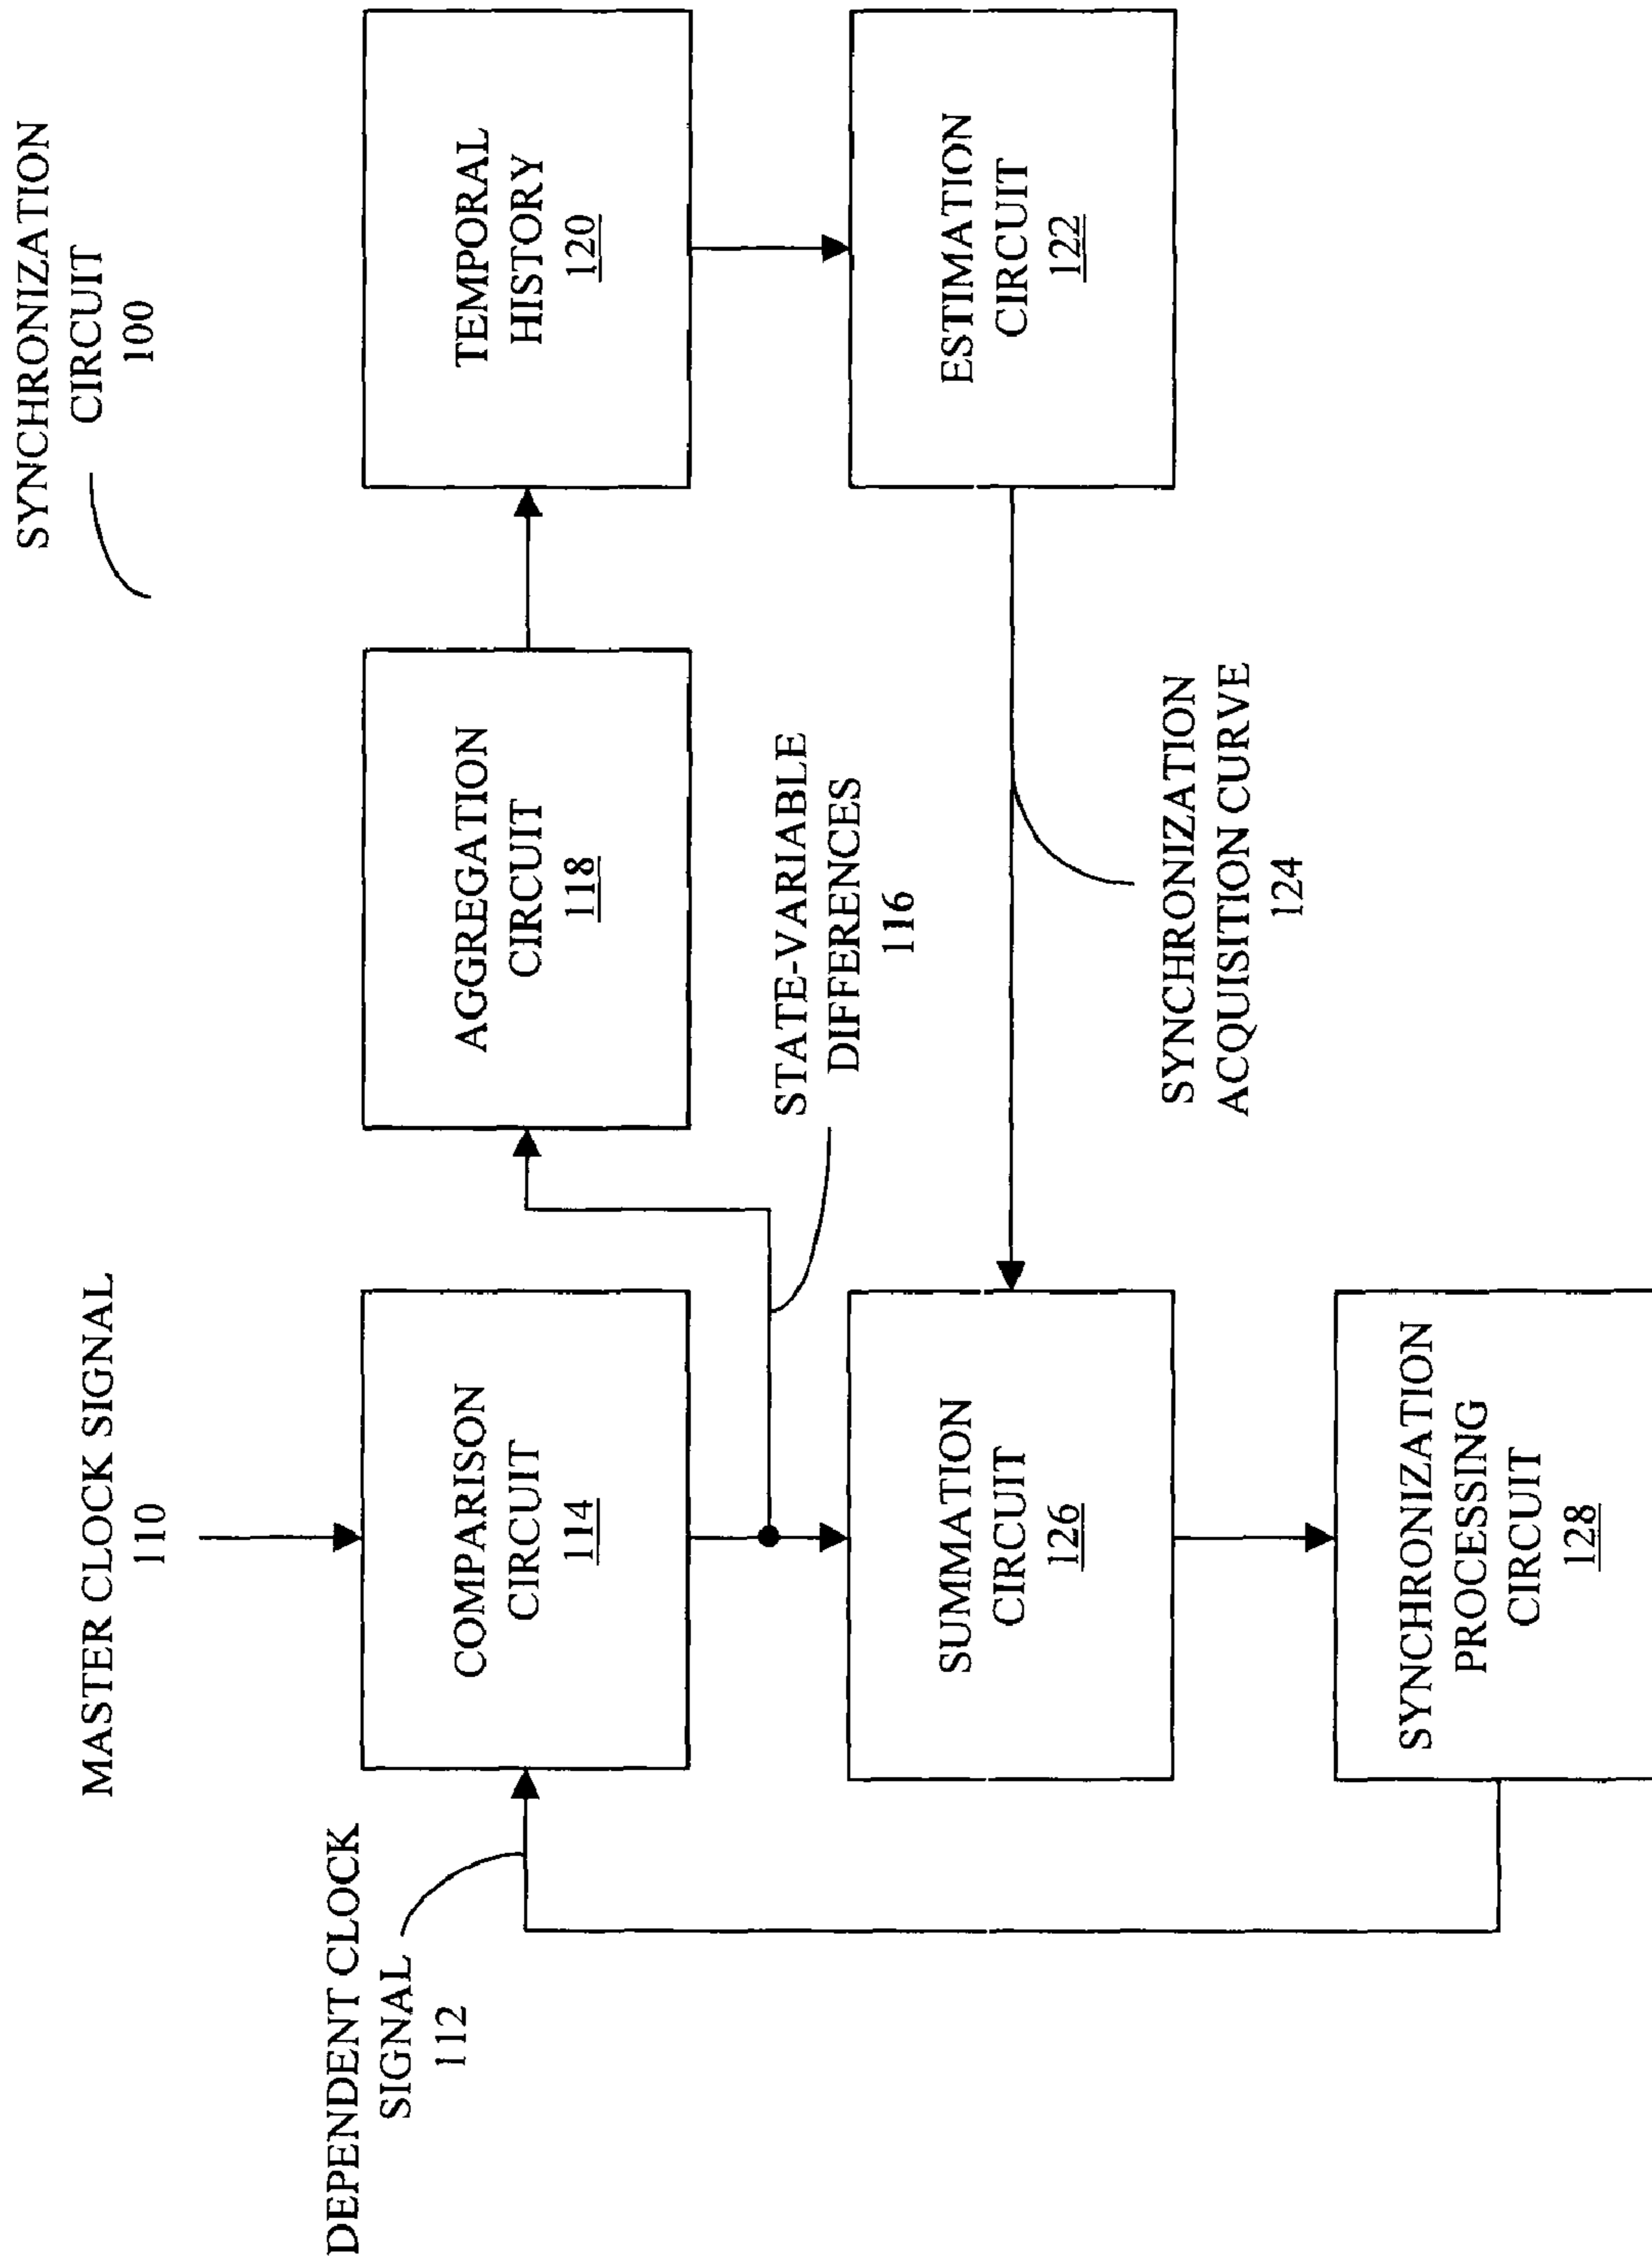 SYNCHRONIZATION
CIRCUIT
100
MASTER CLOCK SIGNAL
110
DEPENDENT CLOCK
SIGNAL
112
COMPARISON
CIRCUIT
114
AGGREGATION
CIRCUIT
118
TEMPORAL
HISTORY
120
STATE-VARIABLE
DIFFERENCES
116
SUMMATION
CIRCUIT
126
ESTIMATION
CIRCUIT
122
SYNCHRONIZATION
ACQUISITION CURVE
124
SYNCHRONIZATION
PROCESSING
CIRCUIT
128